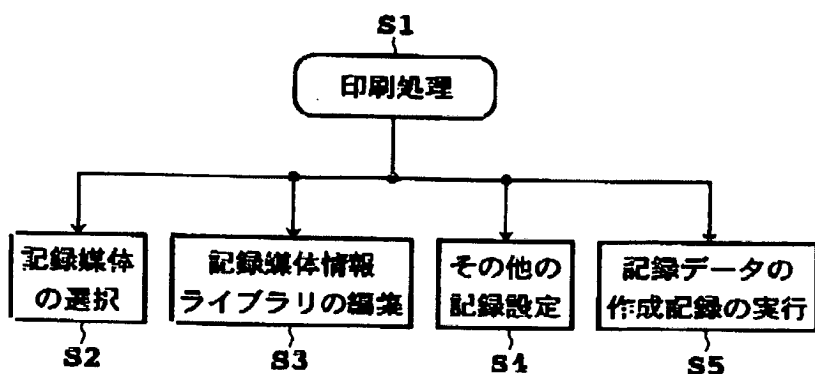 S1
印刷処理
記録媒体
の選択
記録媒体情報
ライブラリの編集
その他の
記録設定
記録データの
作成記録の実行
S2
S3
S4
S5